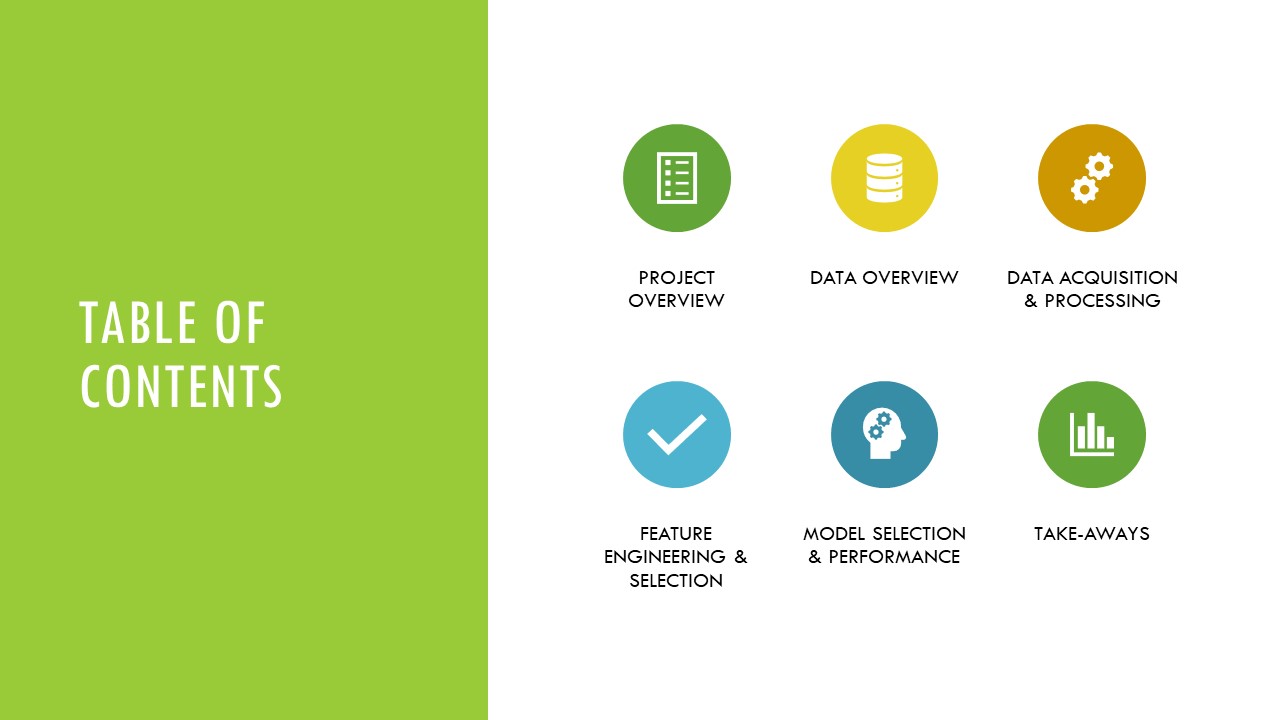 TABLE OF
CONTENTS
PROJECT
OVERVIEW
DATA OVERVIEW
DATA ACQUISITION
& PROCESSING
FEATURE
ENGINEERING &
SELECTION
MODEL SELECTION
& PERFORMANCE
TAKE-AWAYS